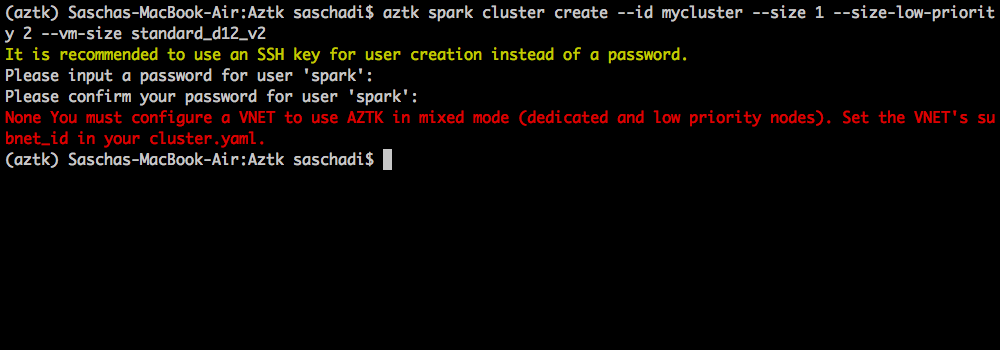 (aztk) Saschas-MacBook-Air:Aztk saschadi$ aztk spark cluster create --id mycluster --size 1 --size-low-priorit
y 2 --vm-size standard_d12_v2
It is recommended to use an SSH key for user creation instead of a password.
Please input a password for user 'spark':
Please confirm your password for user 'spark':
None You must configure a VNET to use AZTK in mixed mode (dedicated and low priority nodes). Set the VNET's su
bnet_id in your cluster.yaml.
(aztk) Saschas-MacBook-Air:Aztk saschadi$